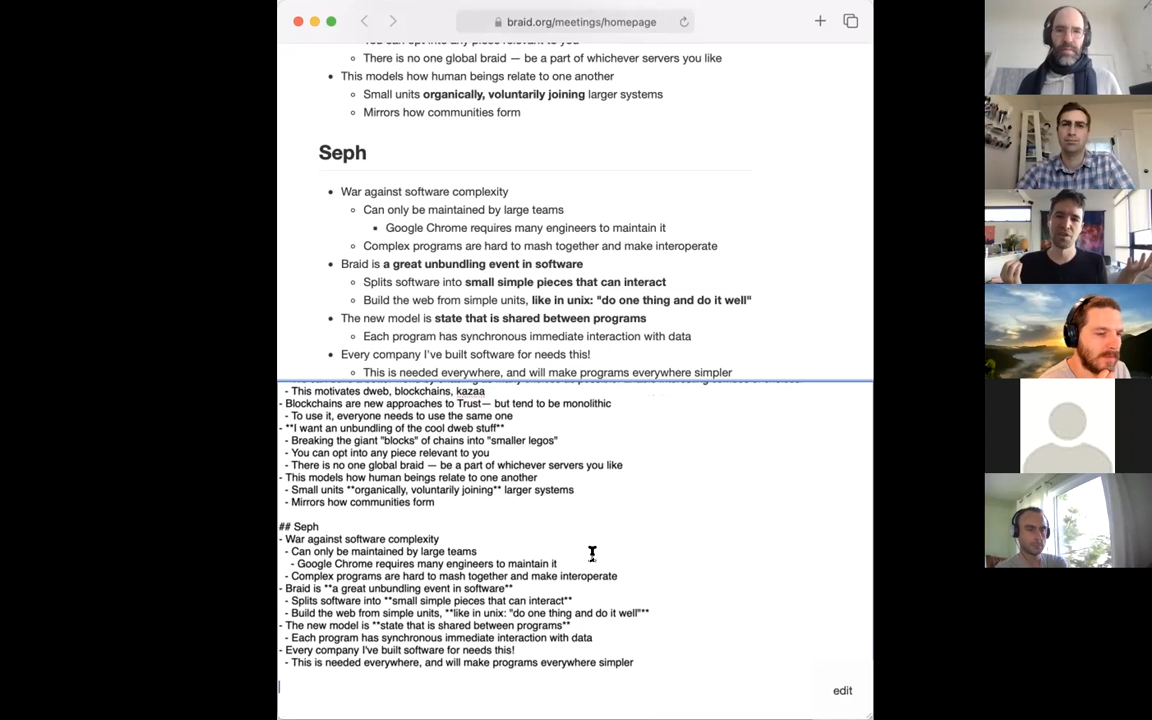 braid.org/meetings/homepage
You can opt into any piece relevant to you
There is no one global braid — be a part of whichever servers you like
This models how human beings relate to one another
Small units organically, voluntarily joining larger systems
Mirrors how communities form
Seph
War against software complexity
Can only be maintained by large teams
Google Chrome requires many engineers to maintain it
Complex programs are hard to mash together and make interoperate
Braid is a great unbundling event in software
Splits software into small simple pieces that can interact
Build the web from simple units, like in unix: "do one thing and do it well"
The new model is state that is shared between programs
Each program has synchronous immediate interaction with data
Every company I've built software for needs this!
This is needed everywhere, and will make programs everywhere simpler
- This motivates dweb, blockchains, kazaa
- Blockchains are new approaches to Trust— but tend to be monolithic
- To use it, everyone needs to use the same one
- **I want an unbundling of the cool dweb stuff**
- Breaking the giant "blocks" of chains into "smaller legos"
- You can opt into any piece relevant to you
- There is no one global braid — be a part of whichever servers you like
- This models how human beings relate to one another
- Small units **organically, voluntarily joining** larger systems
- Mirrors how communities form
## Seph
- War against software complexity
- Can only be maintained by large teams
- Google Chrome requires many engineers to maintain it
- Complex programs are hard to mash together and make interoperate
- Braid is **a great unbundling event in software**
- Splits software into **small simple pieces that can interact**
- Build the web from simple units, **like in unix: "do one thing and do it well"**
- The new model is **state that is shared between programs**
- Each program has synchronous immediate interaction with data
- Every company I've built software for needs this!
- This is needed everywhere, and will make programs everywhere simpler
edit